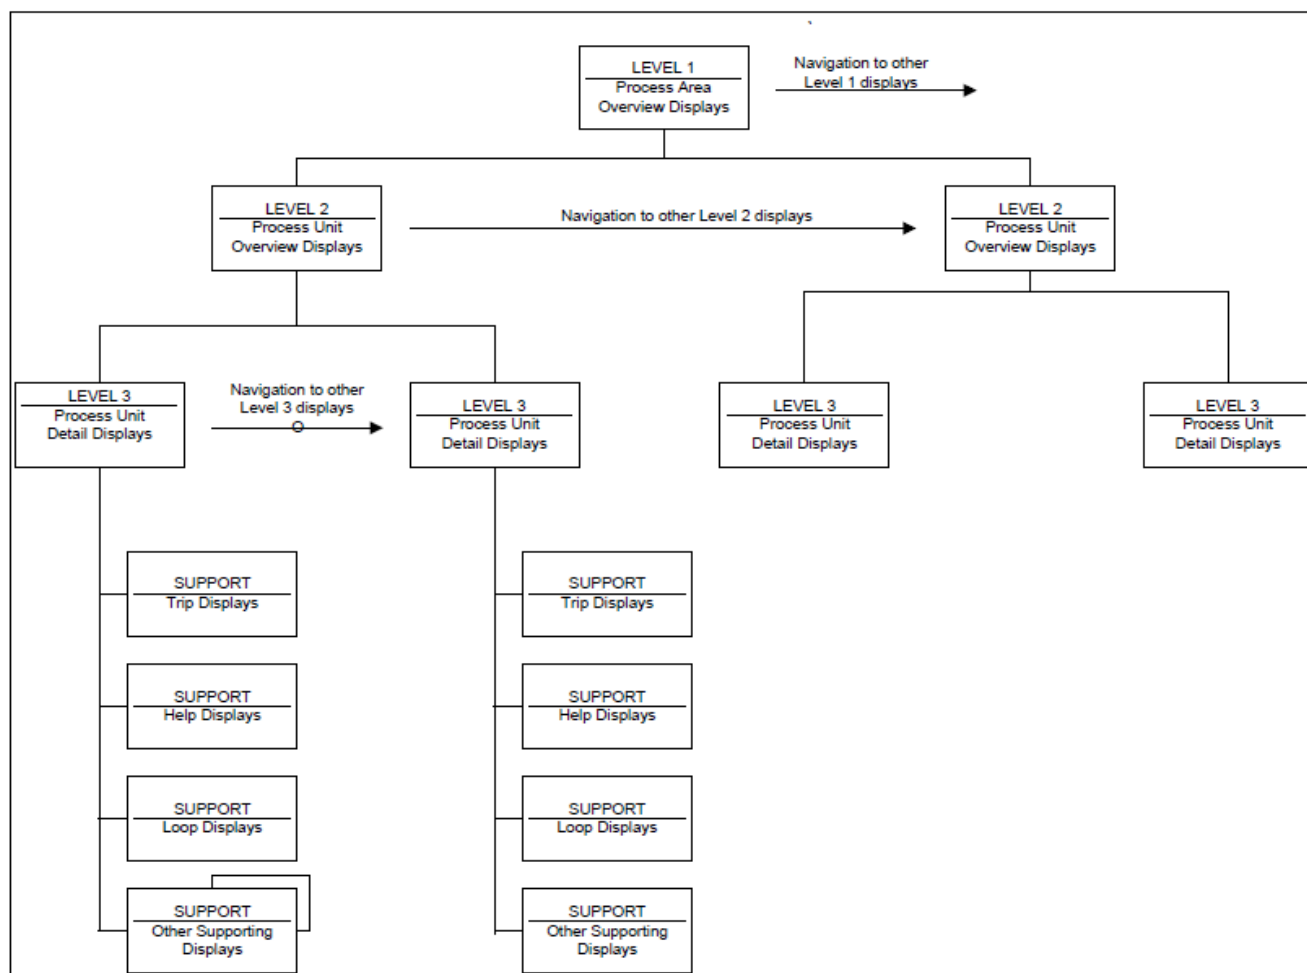 LEVEL 1
Process Area
Overview Displays
Navigation to other
Level 1 displays
LEVEL 2
Process Unit
Overview Displays
Navigation to other Level 2 displays
LEVEL 2
Process Unit
Overview Displays
LEVEL 3
Process Unit
Detail Displays
Navigation to other
Level 3 displays
LEVEL 3
Process Unit
Detail Displays
LEVEL 3
Process Unit
Detail Displays
LEVEL 3
Process Unit
Detail Displays
SUPPORT
Trip Displays
SUPPORT
Trip Displays
SUPPORT
Help Displays
SUPPORT
Help Displays
SUPPORT
Loop Displays
SUPPORT
Loop Displays
SUPPORT
Other Supporting
Displays
SUPPORT
Other Supporting
Displays